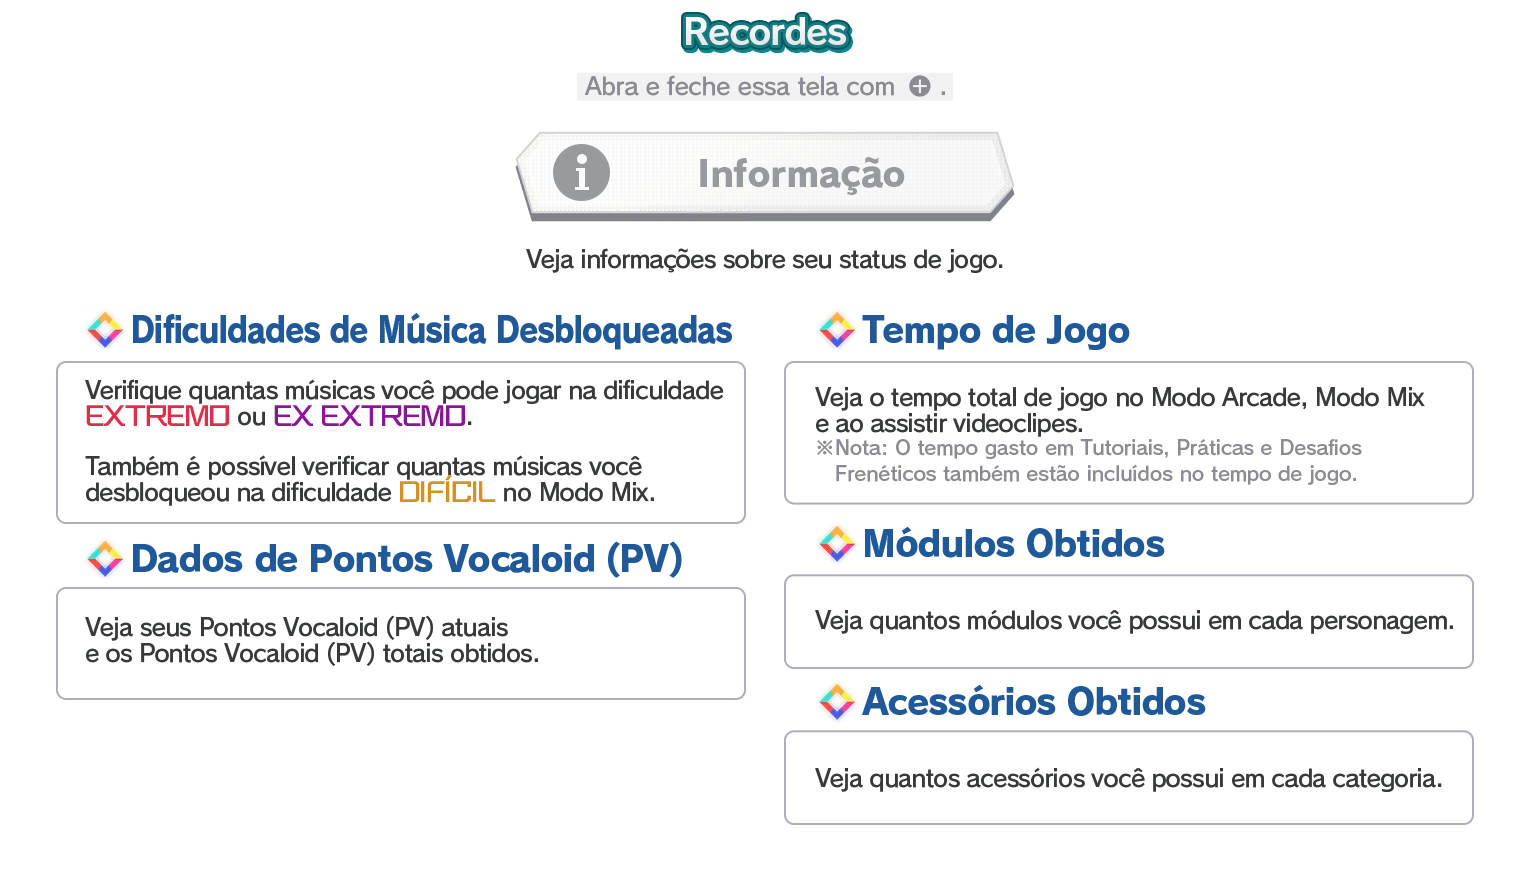 Recordes
Abra e feche essa tela com .
Informação
Veja informações sobre seu status de jogo.
Dificuldades de Música Desbloqueadas
Verifique quantas músicas você pode jogar na dificuldade
EXTREMO ou EX EXTREMO.
Também é possível verificar quantas músicas você
desbloqueou na dificuldade DIFÍCIL no Modo Mix.
Dados de Pontos Vocaloid (PV)
Veja seus Pontos Vocaloid (PV) atuais
e os Pontos Vocaloid (PV) totais obtidos.
Tempo de Jogo
Veja o tempo total de jogo no Modo Arcade, Modo Mix
e ao assistir videoclipes.
※Nota: O tempo gasto em Tutoriais, Práticas e Desafios
Frenéticos também estão incluídos no tempo de jogo.
Módulos Obtidos
Veja quantos módulos você possui em cada personagem.
Acessórios Obtidos
Veja quantos acessórios você possui em cada categoria.